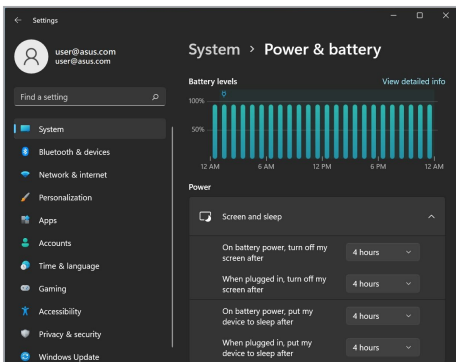 Settings
user@asus.com
user@asus.com
Find a setting
System
Bluetooth & devices
Network & internet
Personalization
Apps
Accounts
Time & language
Gaming
Accessibility
Privacy & security
Windows Update
System > Power & battery
Battery levels
View detailed info
100%
50%
12 AM
6 AM
12 PM
6 PM
12 AM
Power
Screen and sleep
On battery power, turn off my
screen after
4 hours
When plugged in, turn off my
screen after
4 hours
On battery power, put my
device to sleep after
4 hours
When plugged in, put my
device to sleep after
4 hours